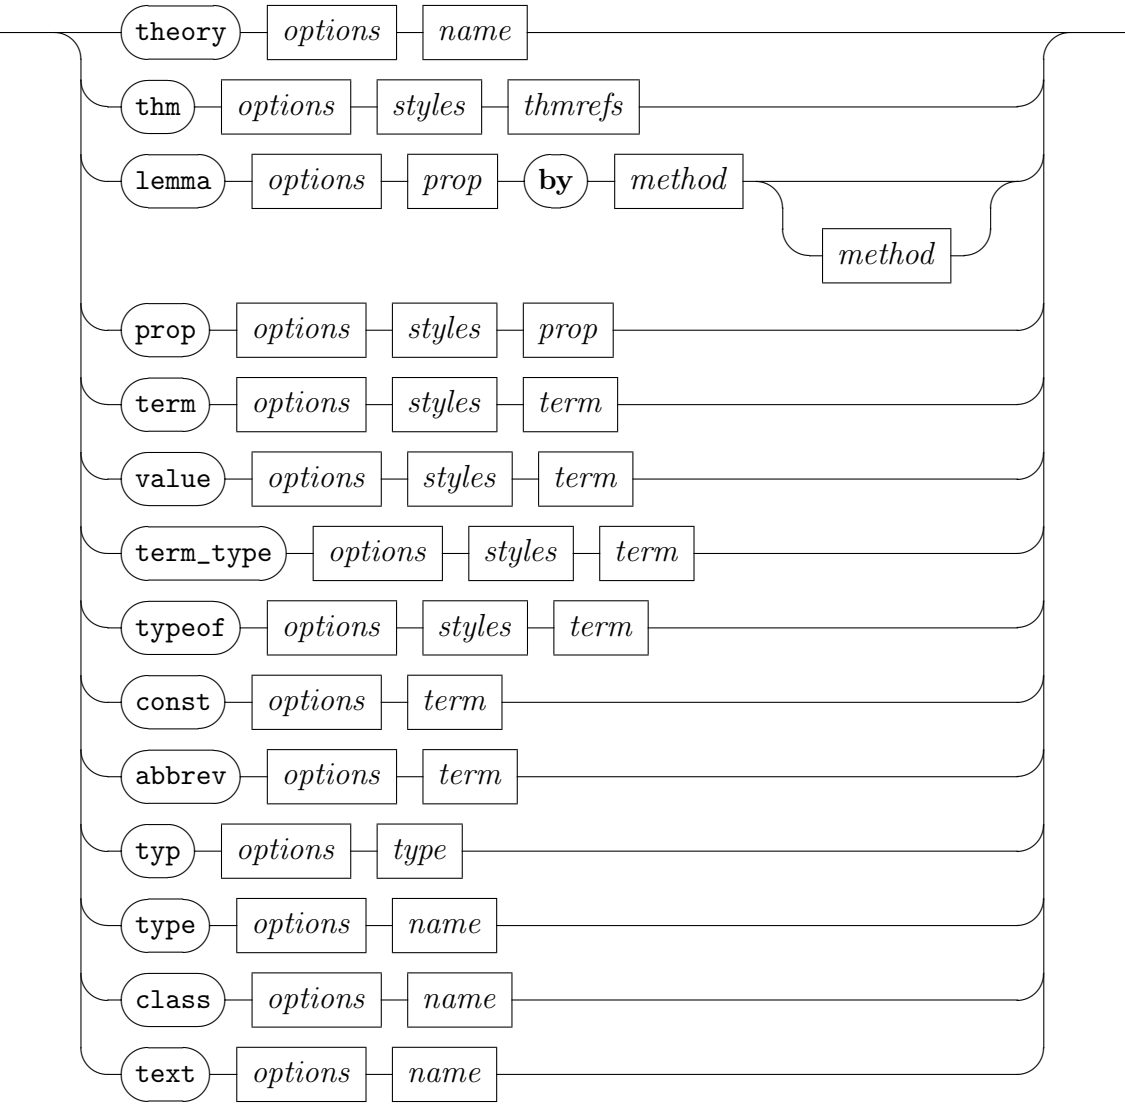 theory options name
thm options styles thmrefs
lemma options prop by method
method
prop options styles prop
term options styles term
value options styles term
term_type options styles term
typeof options styles term
const options term
abbrev options term
typ options type
type options name
class options name
text options name